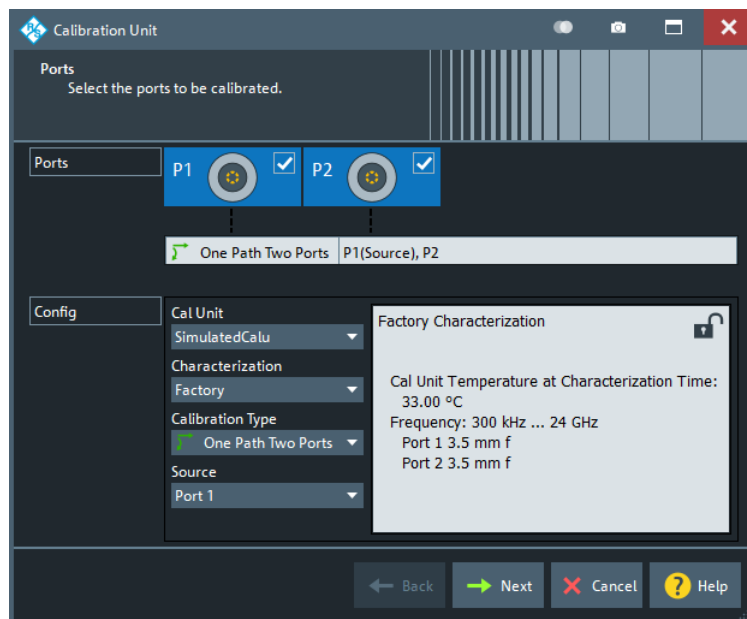 Calibration Unit
Ports
Select the ports to be calibrated.
Ports
P1
P2
One Path Two Ports
P1(Source), P2
Config
Cal Unit
SimulatedCalu
Characterization
Factory
Calibration Type
One Path Two Ports
Source
Port 1
Factory Characterization
Cal Unit Temperature at Characterization Time:
33.00 °C
Frequency: 300 kHz ... 24 GHz
Port 1 3.5 mm f
Port 2 3.5 mm f
Back
Next
Cancel
? Help